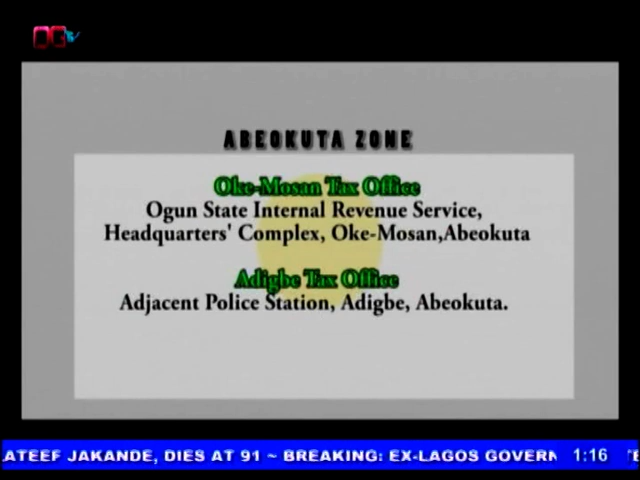 ABEOKUTA ZONE
Oke-Mosan Tax Office
Ogun State Internal Revenue Service,
Headquarters' Complex, Oke-Mosan,Abeokuta
Adigbe Tax Office
Adjacent Police Station, Adigbe, Abeokuta.
ATEEF JAKANDE, DIES AT 91 ~ BREAKING: EX-LAGOS GOVERN 1:16